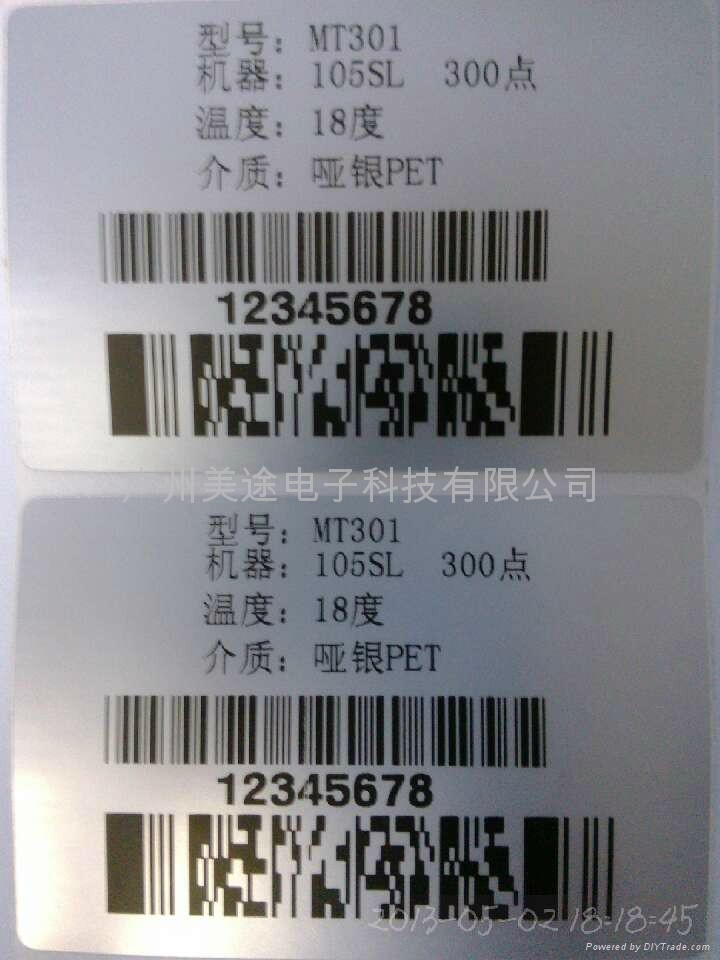 型号: MT301
机器: 105SL 300点
温度: 18度
介质: 哑银PET
12345678
广州美途电子科技有限公司
型号: MT301
机器: 105SL 300点
温度: 18度
介质: 哑银PET
12345678
2013-05-02 18:18:45
Powered by DIYTrade.com